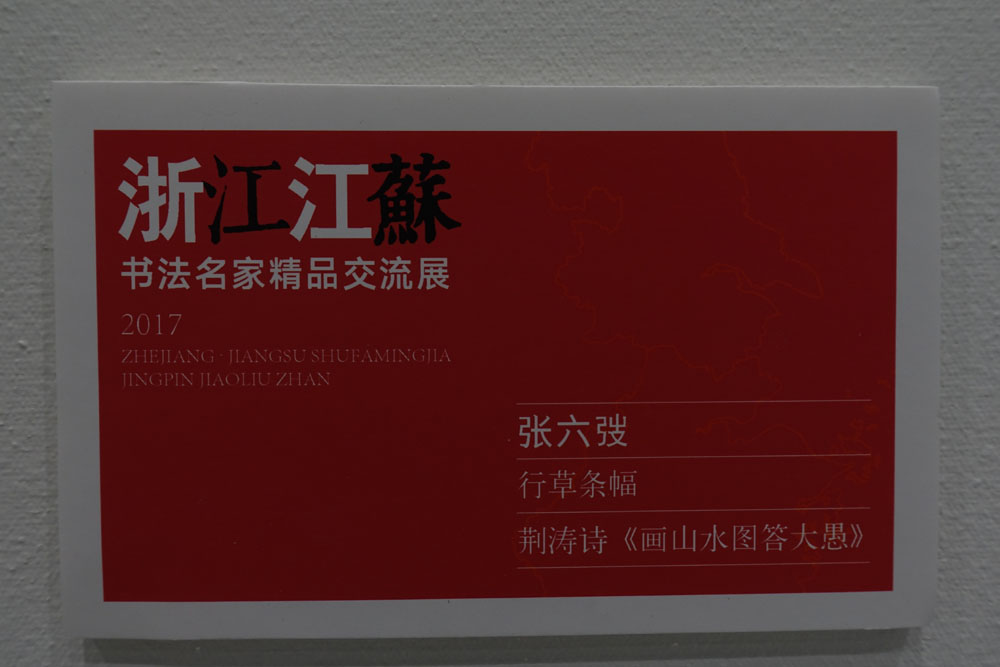 浙江江蘇
书法名家精品交流展
2017
ZHEJIANG · JIANGSU SHUFAMINGJIA
JINGPIN JIAOLIU ZHAN
张六弢
行草条幅
荆涛诗《画山水图答大愚》